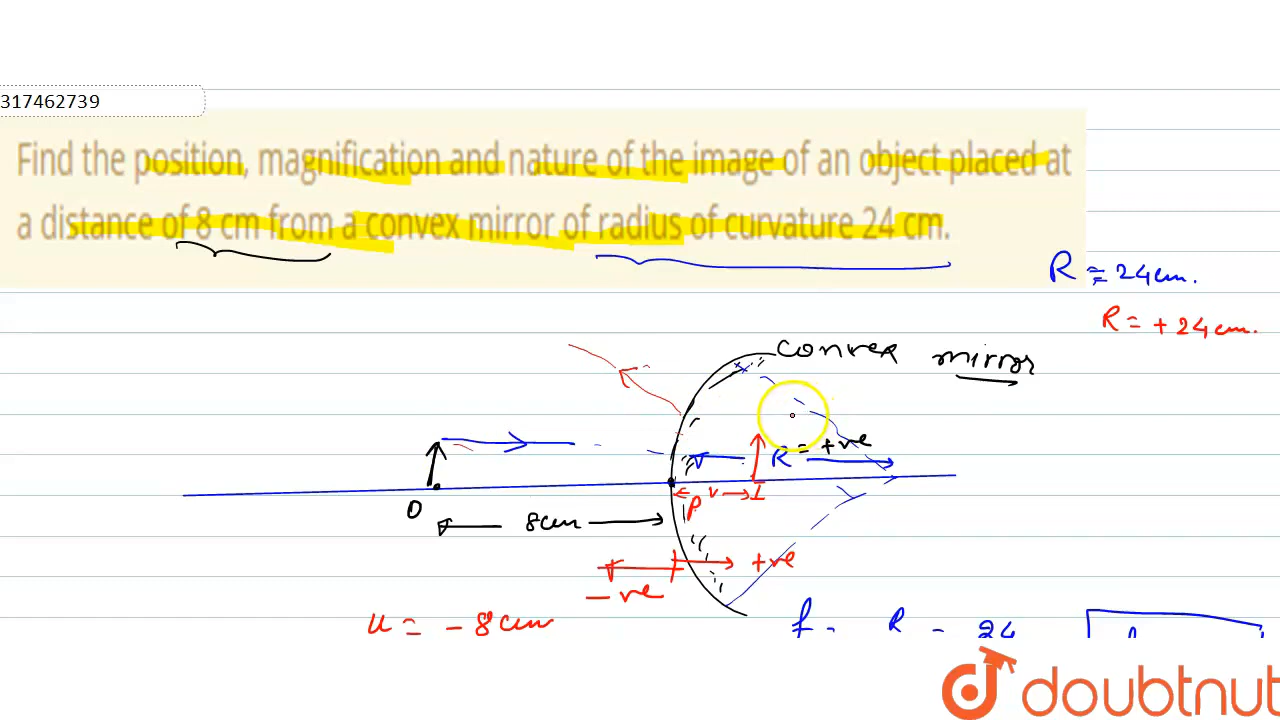 317462739
Find the position, magnification and nature of the image of an object placed at
a distance of 8 cm from a convex mirror of radius of curvature 24 cm.
R = 24cm.
R = + 24cm.
convex mirror
R = +ve
O
P
v
I
8cm
+ve
-ve
u = - 8cm
f = R = 24
doubtnut